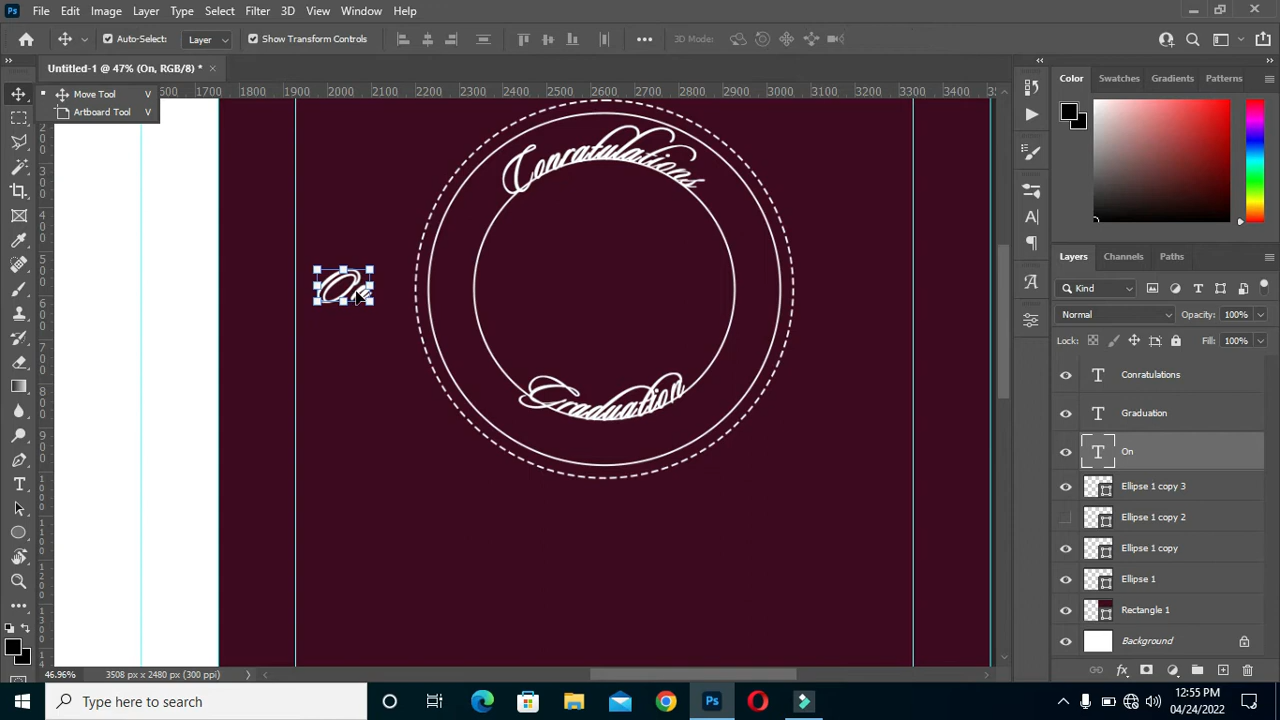 Ps File Edit Image Layer Type Select Filter 3D View Window Help
Auto-Select: Layer Show Transform Controls 3D Mode:
Untitled-1 @ 47% (On, RGB/8) * ×
Move Tool V
Artboard Tool V
1700 1800 1900 2000 2100 2200 2300 2400 2500 2600 2700 2800 2900 3000 3100 3200 3300 3400
Conratulations
On
Graduation
Color Swatches Gradients Patterns
Layers Channels Paths
Kind
Normal Opacity: 100%
Lock: Fill: 100%
T Conratulations
T Graduation
T On
Ellipse 1 copy 3
Ellipse 1 copy 2
Ellipse 1 copy
Ellipse 1
Rectangle 1
Background
46.96% 3508 px x 2480 px (300 ppi)
Type here to search
Ps
12:55 PM
04/24/2022